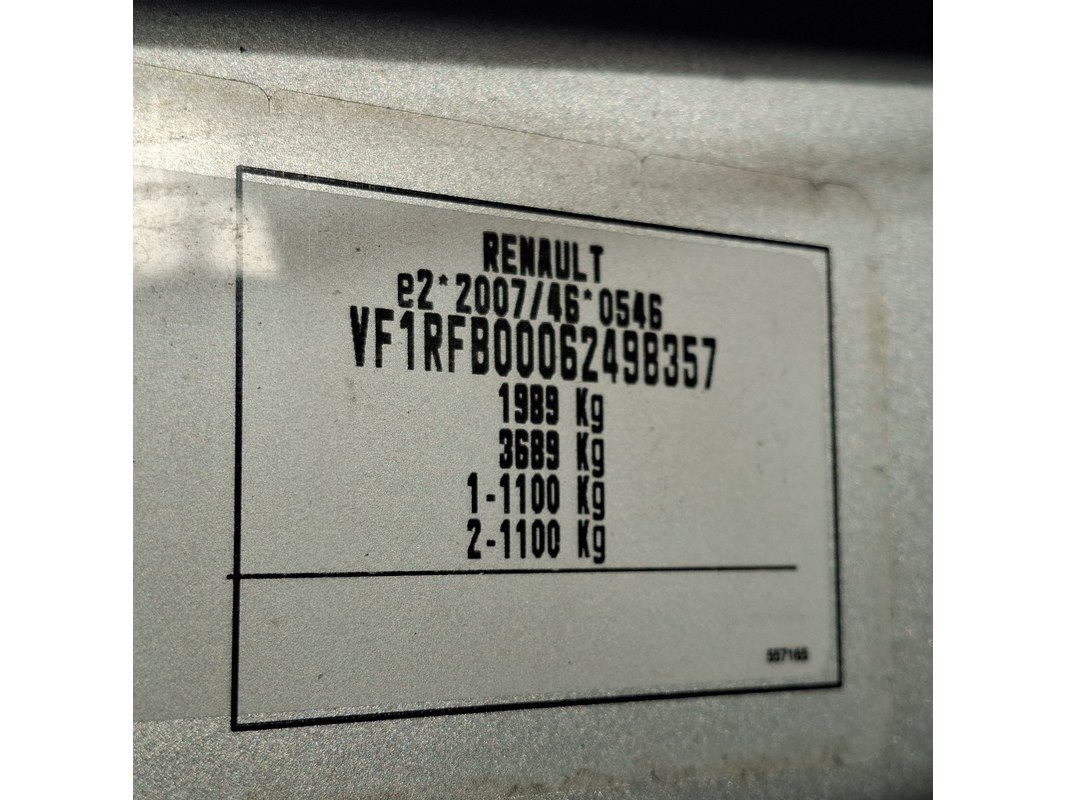 RENAULT
e2*2007/46*0546
VF1RFB00062498357
1989 Kg
3689 Kg
1-1100 Kg
2-1100 Kg
557165